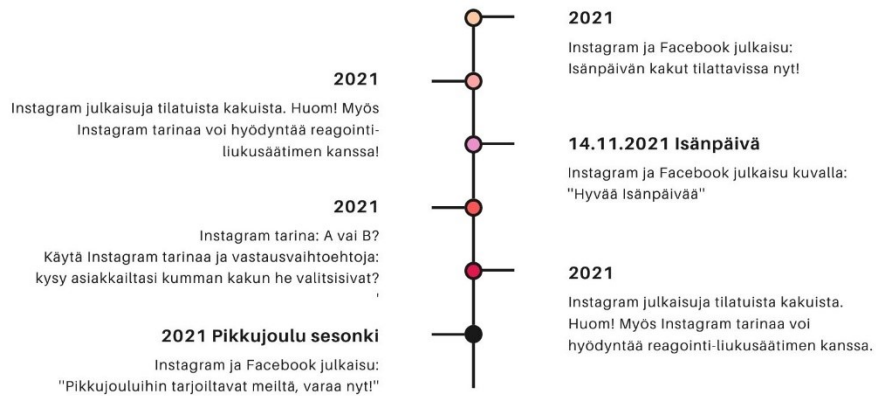 2021
Instagram ja Facebook julkaisu:
Isänpäivän kakut tilattavissa nyt!
2021
Instagram julkaisuja tilatuista kakuista. Huom! Myös
Instagram tarinaa voi hyödyntää reagointi-
liukusäätimen kanssa!
14.11.2021 Isänpäivä
Instagram ja Facebook julkaisu kuvalla:
"Hyvää Isänpäivää"
2021
Instagram tarina: A vai B?
Käytä Instagram tarinaa ja vastausvaihtoehtoja:
kysy asiakkailtasi kumman kakun he valitsisivat?
'
2021
Instagram julkaisuja tilatuista kakuista.
Huom! Myös Instagram tarinaa voi
hyödyntää reagointi-liukusäätimen kanssa.
2021 Pikkujoulu sesonki
Instagram ja Facebook julkaisu:
"Pikkujouluihin tarjoiltavat meiltä, varaa nyt!"